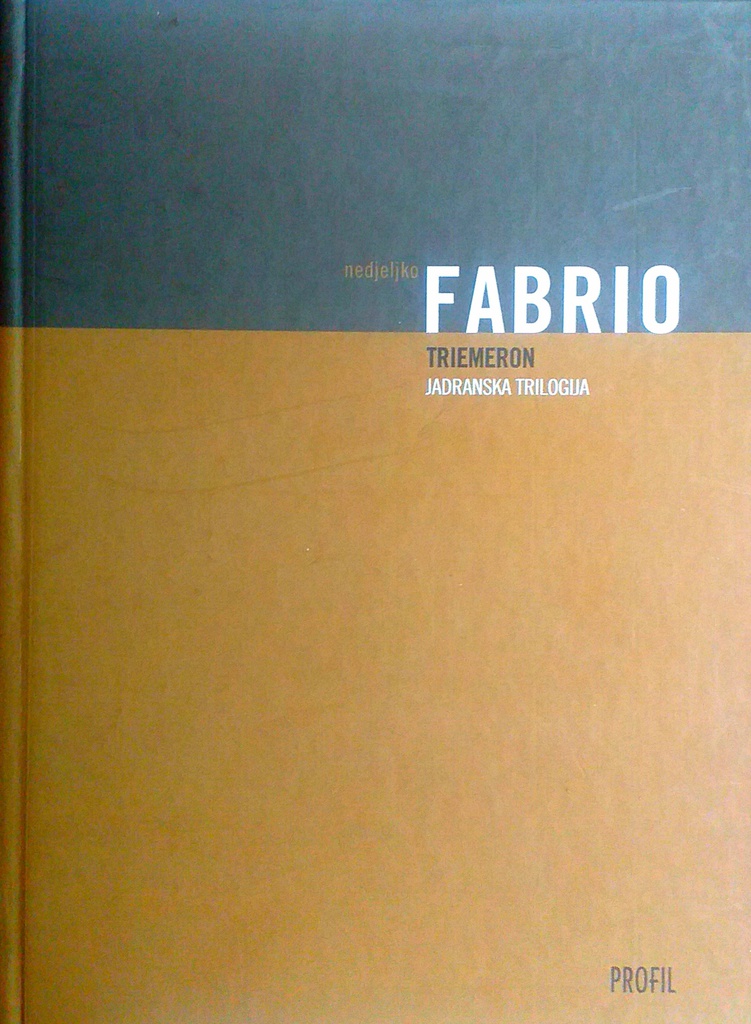 nedjeljko FABRIO
TRIEMERON
JADRANSKA TRILOGIJA
PROFIL